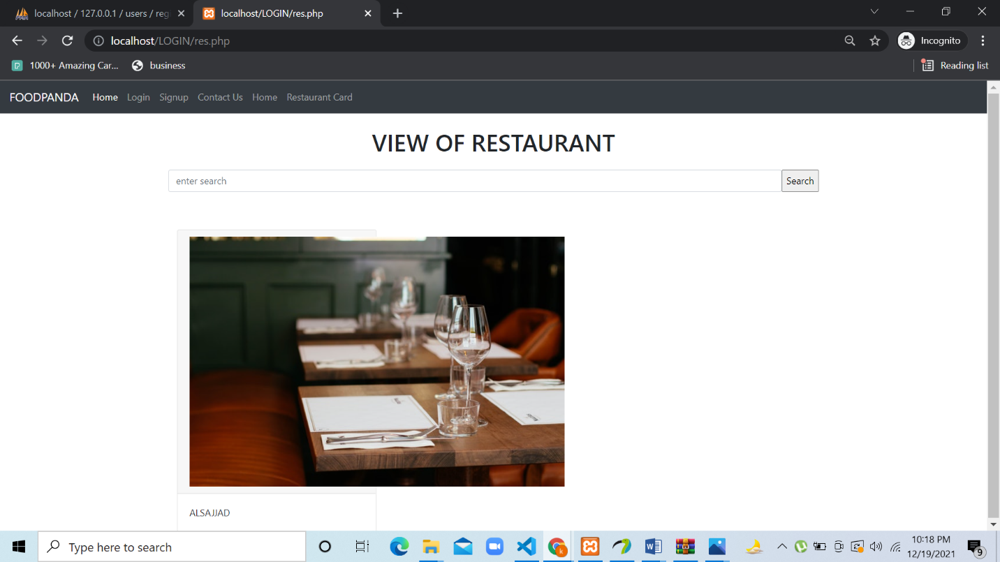 localhost / 127.0.0.1 / users / reg
localhost/LOGIN/res.php
localhost/LOGIN/res.php
Incognito
1000+ Amazing Car...
business
Reading list
FOODPANDA Home Login Signup Contact Us Home Restaurant Card
VIEW OF RESTAURANT
enter search
Search
ALSAJJAD
Type here to search
10:18 PM
12/19/2021
9